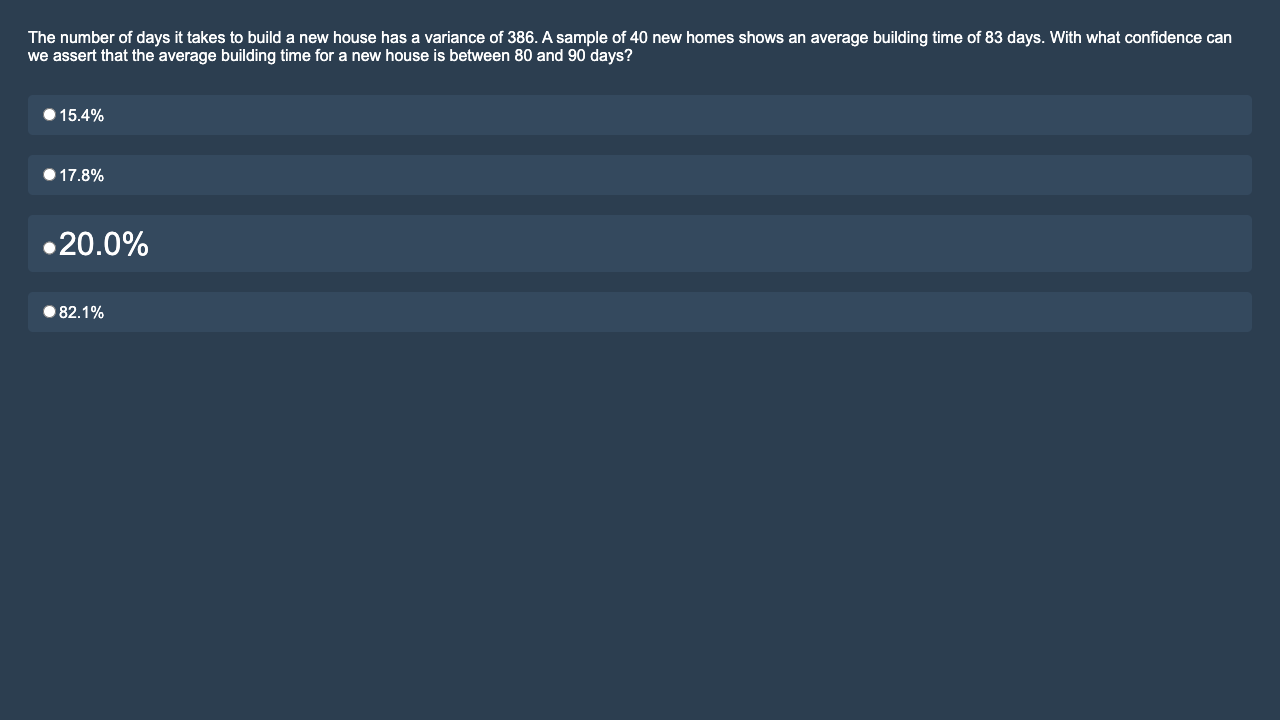 The number of days it takes to build a new house has a variance of 386. A sample of 40 new homes shows an average building time of 83 days. With what confidence can
we assert that the average building time for a new house is between 80 and 90 days?
15.4%
17.8%
20.0%
82.1%